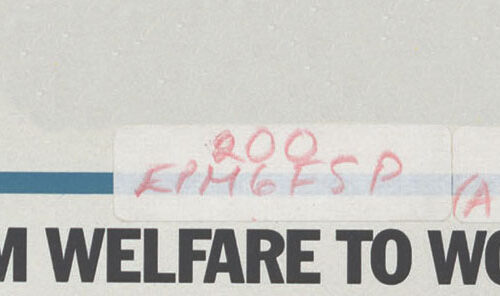 200
EPM6FSP
(A
M WELFARE TO WO